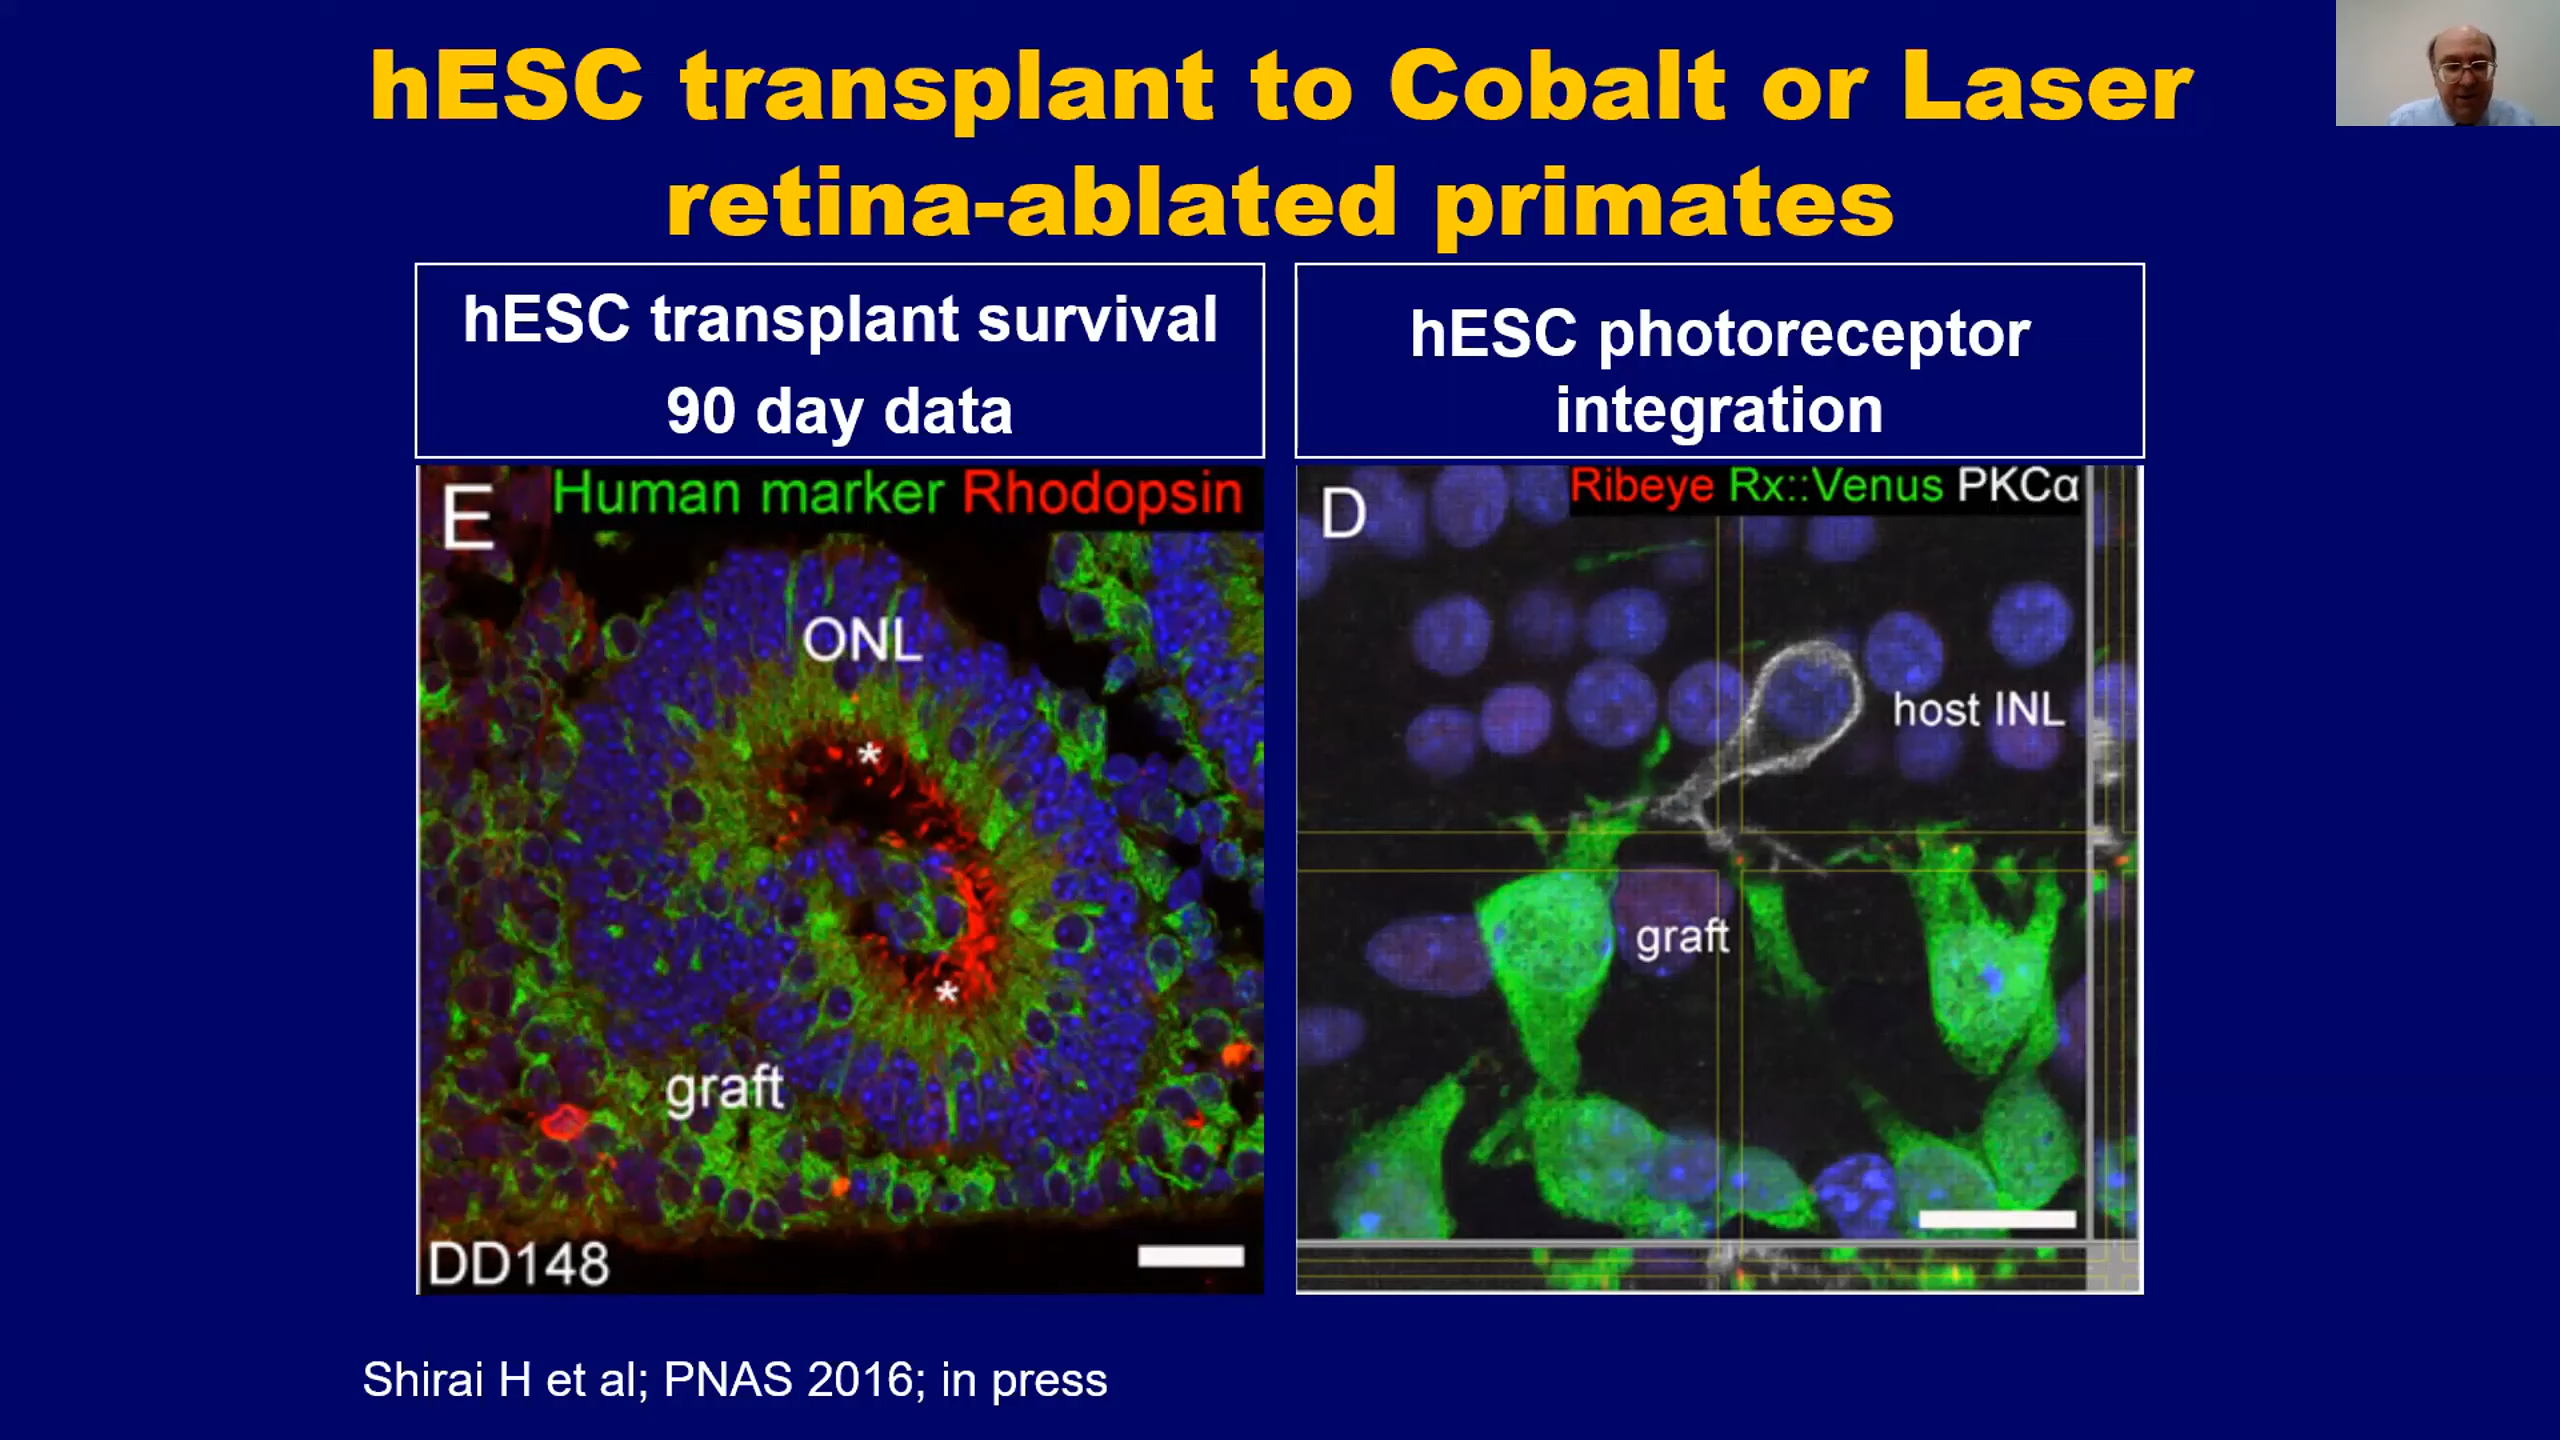 hESC transplant to Cobalt or Laser
retina-ablated primates
hESC transplant survival
90 day data
hESC photoreceptor
integration
E
Human marker Rhodopsin
ONL
*
*
graft
DD148
D
Ribeye Rx::Venus PKCα
host INL
graft
Shirai H et al; PNAS 2016; in press